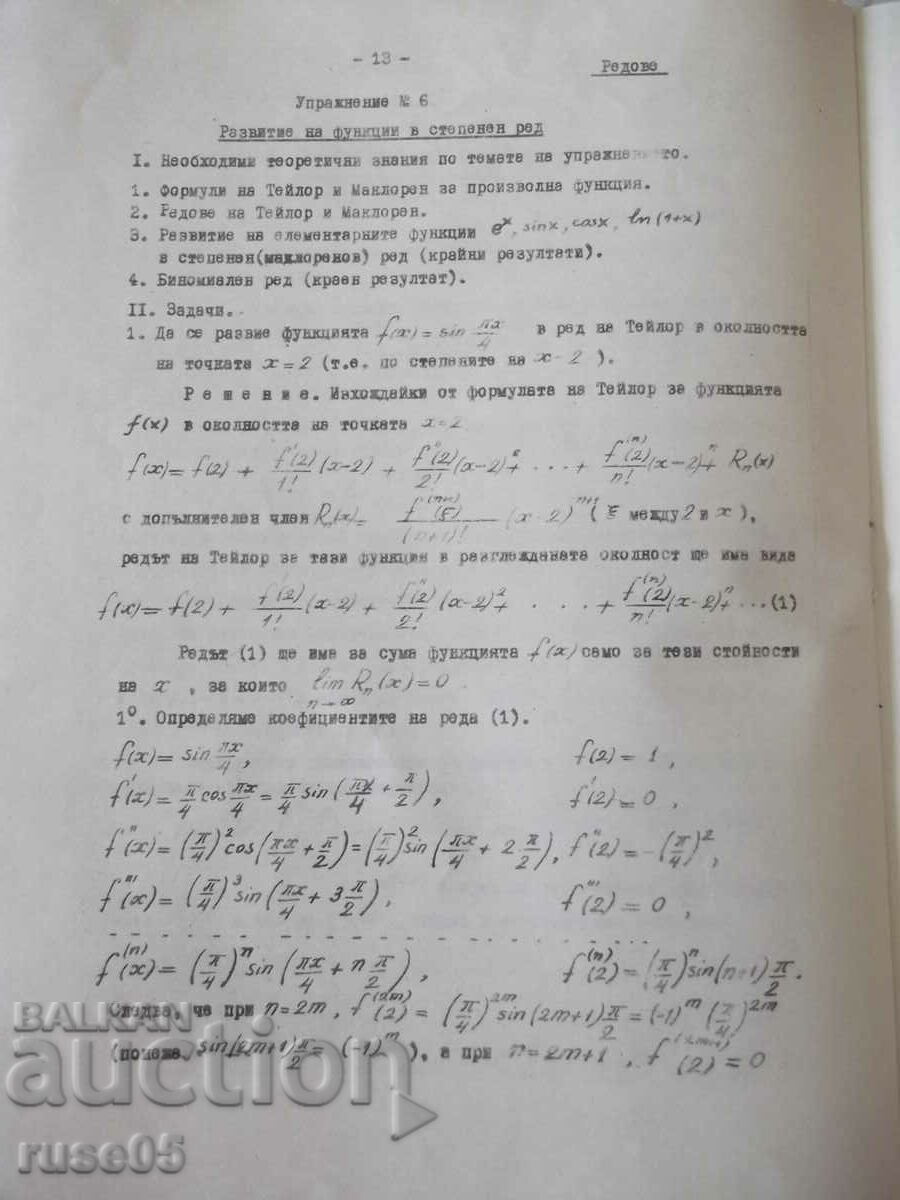 - 13 -
Редове
Упражнение № 6
Развитие на функции в степенен ред
I. Необходими теоретични знания по темата на упражнението.
1. Формули на Тейлор и Маклорен за произволна функция.
2. Редове на Тейлор и Маклорен.
3. Развитие на елементарните функции e^x, sinx, cosx, ln(1+x)
в степенен(маклоренов) ред (крайни резултати).
4. Биномиален ред (краен резултат).
II. Задачи.
1. Да се развие функцията f(x) = sin πx/4 в ред на Тейлор в околността
на точката x = 2 (т.е. по степените на x - 2 ).
Решение. Изхождайки от формулата на Тейлор за функцията
f(x) в околността на точката x = 2
f(x) = f(2) + f'(2)/1! (x-2) + f''(2)/2! (x-2)^2 + . . . + f^(n)(2)/n! (x-2)^n + R_n(x)
с допълнителен член R_n(x) = f^(n+1)(ξ)/(n+1)! (x-2)^n+1 ( ξ между 2 и x ),
редът на Тейлор за тази функция в разглежданата околност ще има вида
f(x) = f(2) + f'(2)/1! (x-2) + f''(2)/2! (x-2)^2 + . . . + f^(n)(2)/n! (x-2)^n + ...(1)
Редът (1) ще има за сума функцията f(x) само за тези стойности
на x , за които lim R_n(x) = 0
n→∞
1°. Определяме коефициентите на реда (1).
f(x) = sin πx/4, f(2) = 1 ,
f'(x) = π/4 cos πx/4 = π/4 sin(πx/4 + π/2), f'(2) = 0 ,
f''(x) = (π/4)^2 cos(πx/4 + π/2) = (π/4)^2 sin(πx/4 + 2 π/2), f''(2) = -(π/4)^2 ,
f'''(x) = (π/4)^3 sin(πx/4 + 3 π/2), f'''(2) = 0 ,
f^(n)(x) = (π/4)^n sin(πx/4 + n π/2), f^(n)(2) = (π/4)^n sin(n+1) π/2.
Следва, че при n = 2m, f^(2m)(2) = (π/4)^2m sin(2m+1) π/2 = (-1)^m (π/4)^2m
(понеже sin(2m+1) π/2 = (-1)^m ), а при n = 2m+1 , f^(2m+1)(2) = 0
BALKAN
auction
ruse05